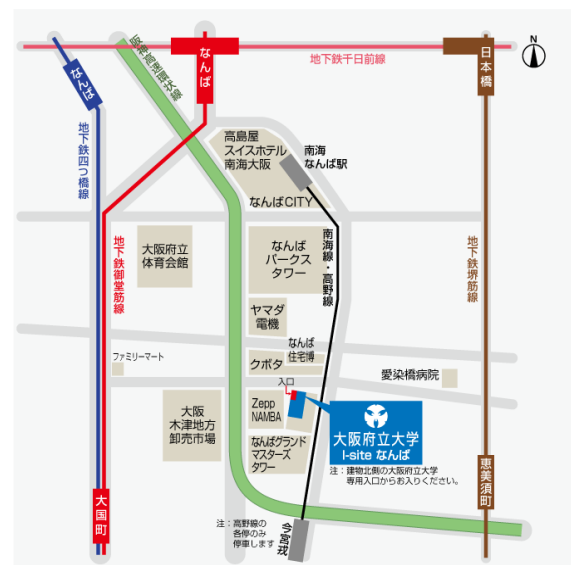 N
地下鉄千日前線
なんば
なんば
日本橋
阪神高速環状線
地下鉄四つ橋線
高島屋
スイスホテル
南海大阪
南海
なんば駅
なんばCITY
地下鉄御堂筋線
大阪府立
体育会館
なんば
パークス
タワー
南海線・高野線
地下鉄堺筋線
ヤマダ
電機
なんば
住宅博
ファミリーマート
クボタ
愛染橋病院
入口
Zepp
NAMBA
大阪
木津地方
卸売市場
大阪府立大学
I-site なんば
なんばグランド
マスターズ
タワー
注：建物北側の大阪府立大学
専用入口からお入りください。
恵美須町
大国町
注：高野線の
各停のみ
停車します
今宮戎